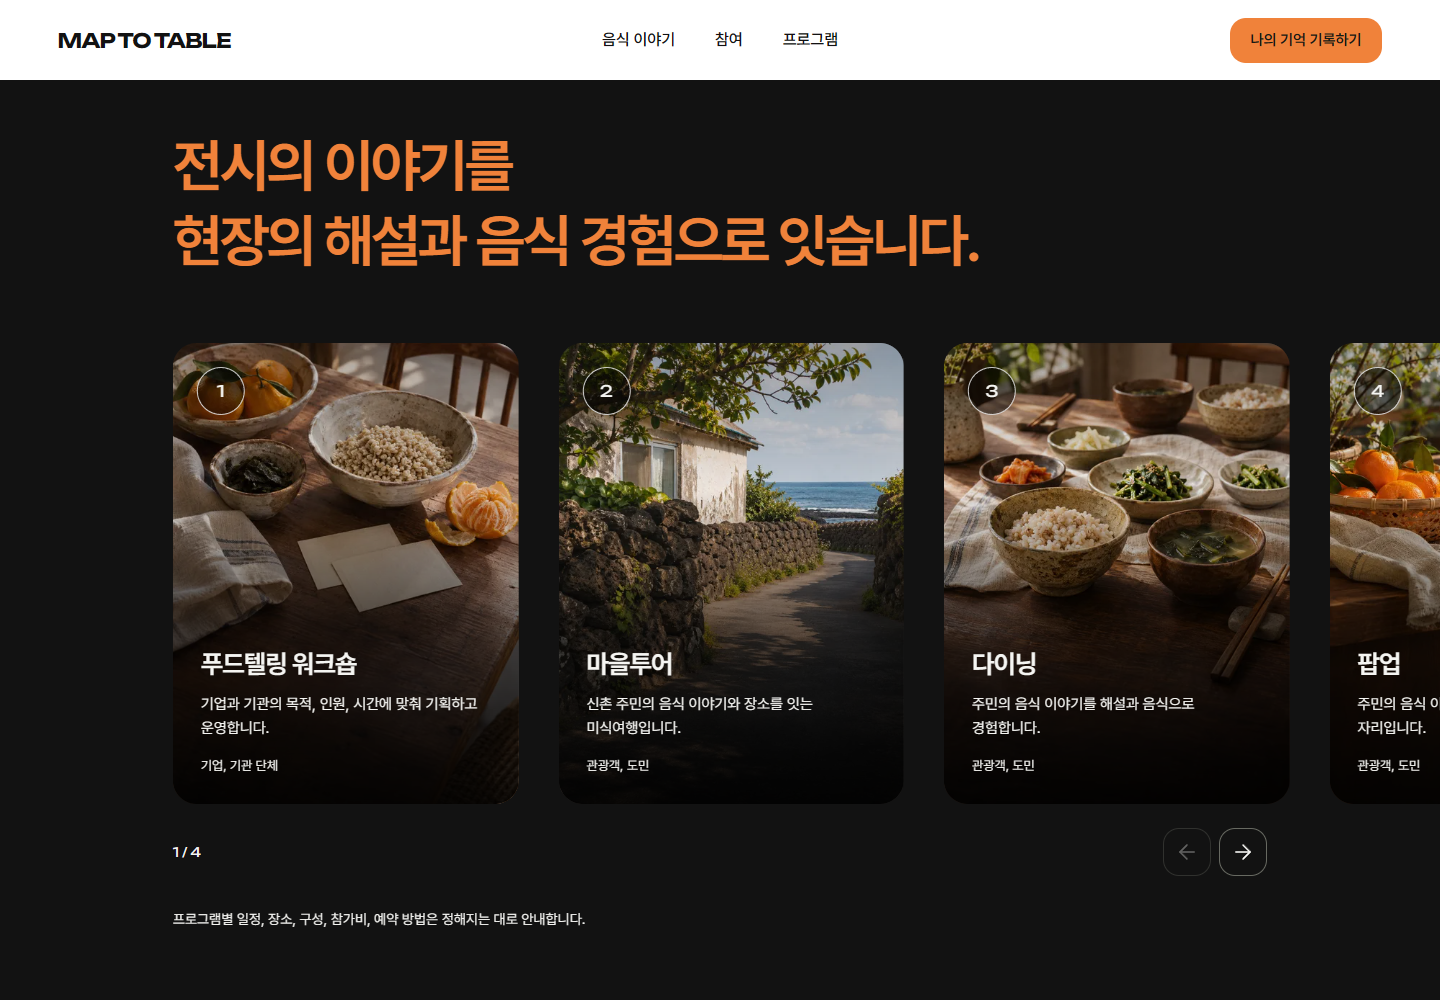 MAP TO TABLE
음식 이야기
참여
프로그램
나의 기억 기록하기
전시의 이야기를
현장의 해설과 음식 경험으로 잇습니다.
1
2
3
4
푸드텔링 워크숍
기업과 기관의 목적, 인원, 시간에 맞춰 기획하고
운영합니다.
기업, 기관 단체
마을투어
신촌 주민의 음식 이야기와 장소를 잇는
미식여행입니다.
관광객, 도민
다이닝
주민의 음식 이야기를 해설과 음식으로
경험합니다.
관광객, 도민
팝업
주민의 음식
자리입니다.
관광객, 도민
1 / 4
프로그램별 일정, 장소, 구성, 참가비, 예약 방법은 정해지는 대로 안내합니다.